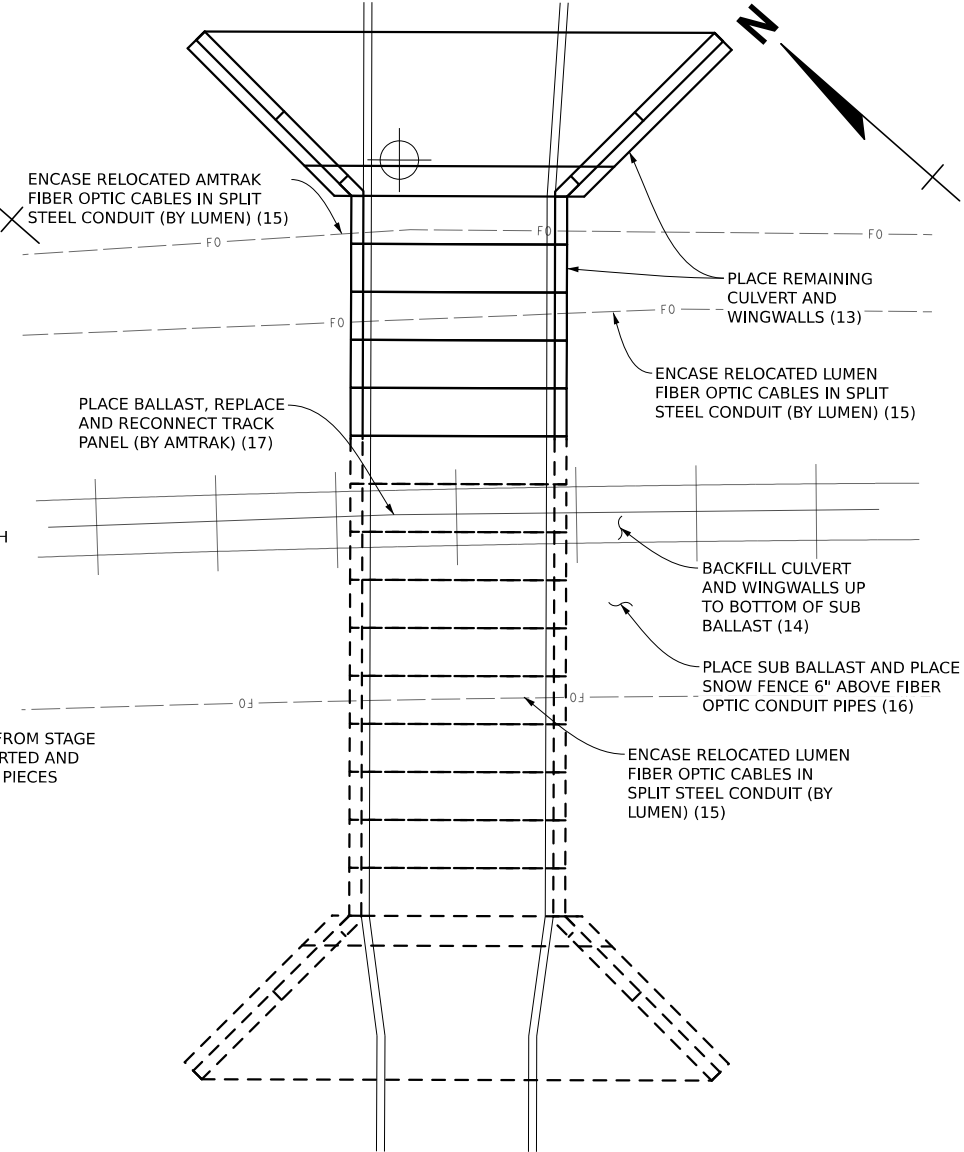 N
ENCASE RELOCATED AMTRAK
FIBER OPTIC CABLES IN SPLIT
STEEL CONDUIT (BY LUMEN) (15)
FO
FO
FO
PLACE REMAINING
CULVERT AND
WINGWALLS (13)
FO
FO
ENCASE RELOCATED LUMEN
FIBER OPTIC CABLES IN SPLIT
STEEL CONDUIT (BY LUMEN) (15)
PLACE BALLAST, REPLACE
AND RECONNECT TRACK
PANEL (BY AMTRAK) (17)
H
BACKFILL CULVERT
AND WINGWALLS UP
TO BOTTOM OF SUB
BALLAST (14)
PLACE SUB BALLAST AND PLACE
SNOW FENCE 6" ABOVE FIBER
OPTIC CONDUIT PIPES (16)
FO
FO
FROM STAGE
RTED AND
PIECES
ENCASE RELOCATED LUMEN
FIBER OPTIC CABLES IN
SPLIT STEEL CONDUIT (BY
LUMEN) (15)